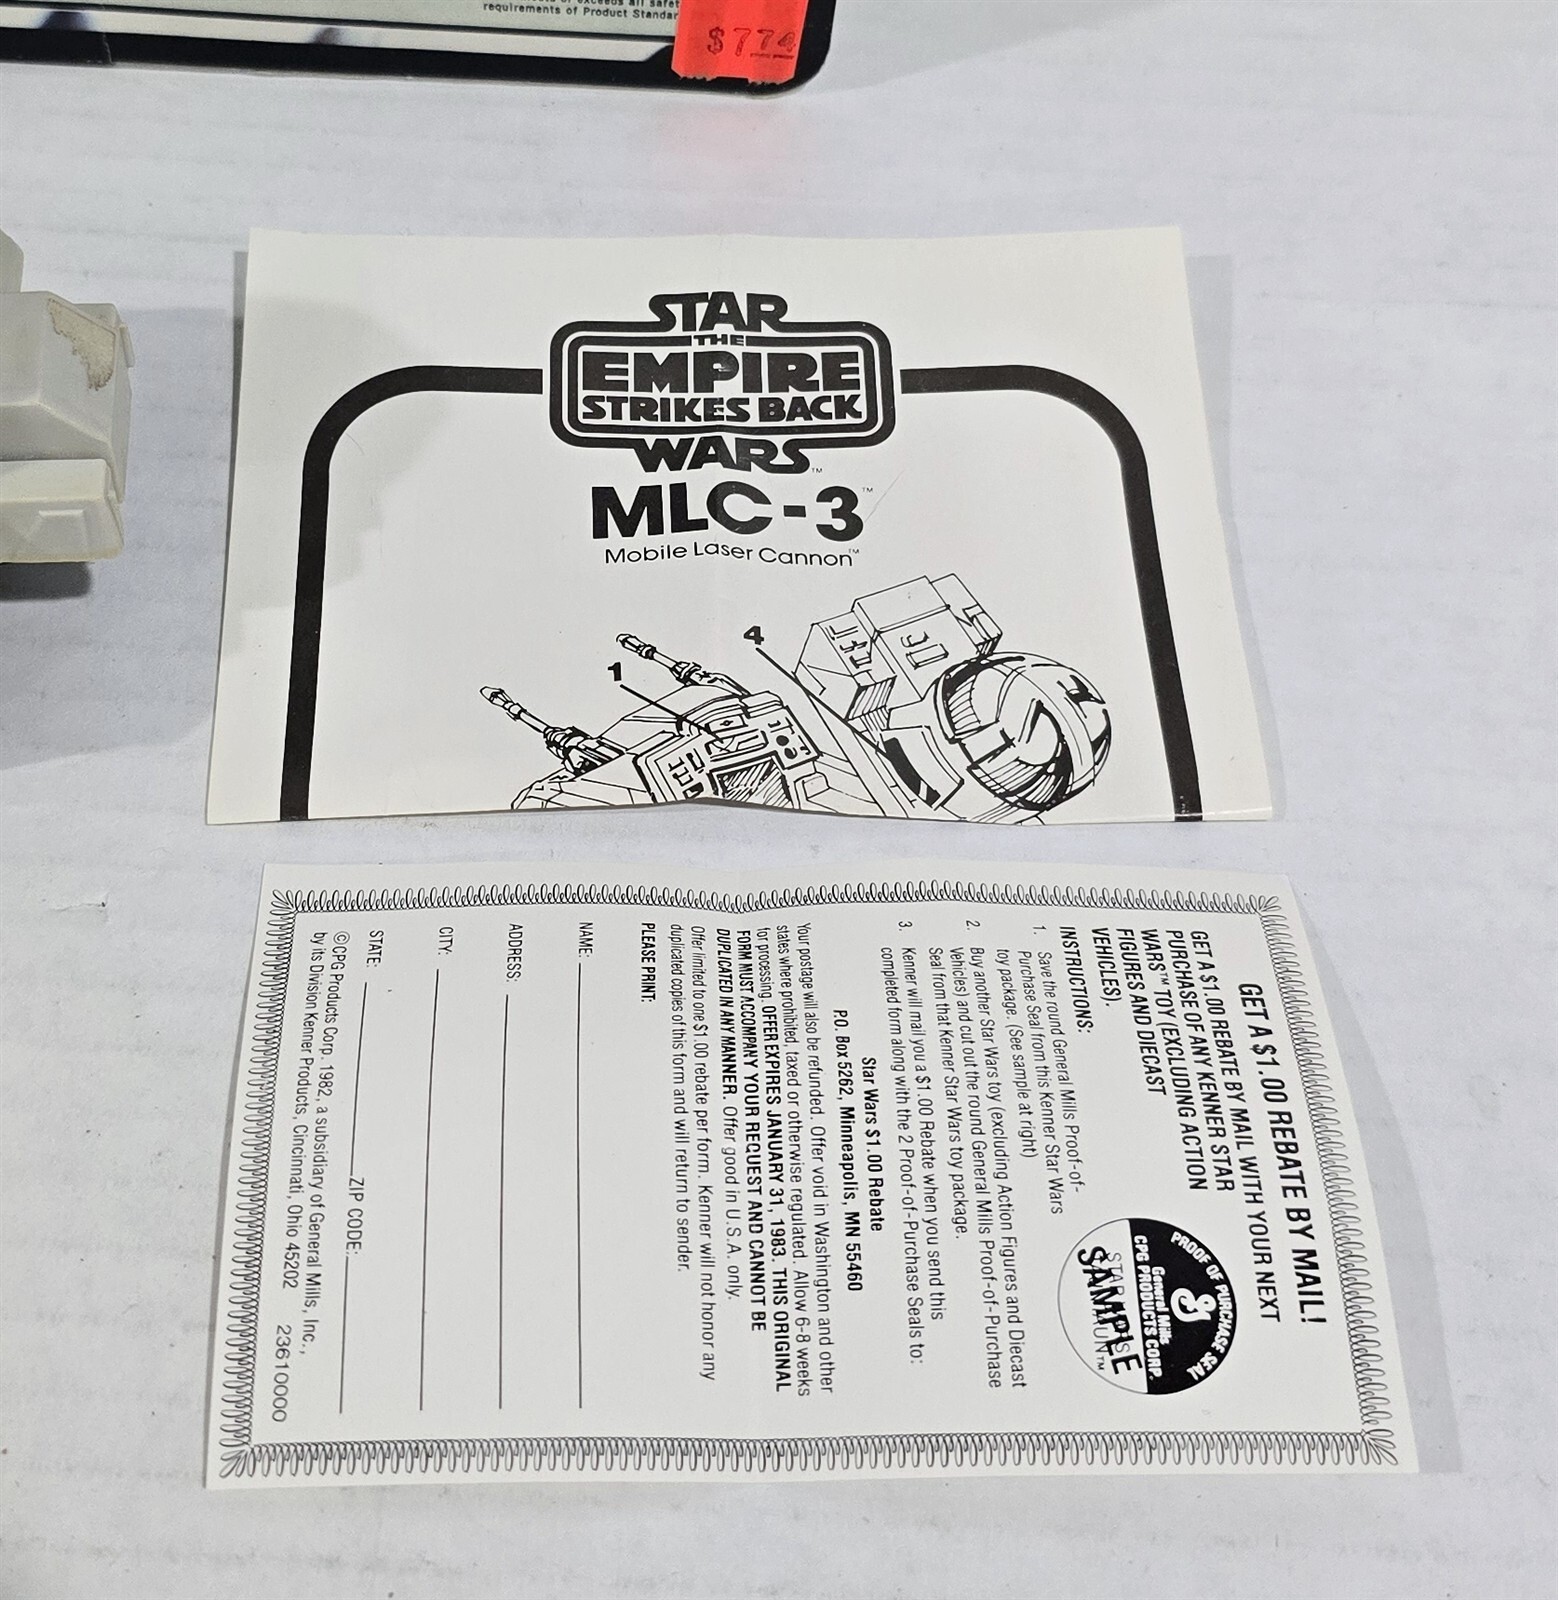 requirements of Product Standar
$7.74
STAR
THE
EMPIRE
STRIKES BACK
WARS™
MLC-3™
Mobile Laser Cannon™
4
1
GET A $1.00 REBATE BY MAIL!
GET A $1.00 REBATE BY MAIL WITH YOUR NEXT
PURCHASE OF ANY KENNER STAR
WARS™ TOY (EXCLUDING ACTION
FIGURES AND DIECAST
VEHICLES).
INSTRUCTIONS:
1. Save the round General Mills Proof-of-
Purchase Seal from this Kenner Star Wars
toy package. (See sample at right)
2. Buy another Star Wars toy (excluding Action Figures and Diecast
Vehicles) and cut out the round General Mills Proof-of-Purchase
Seal from that Kenner Star Wars toy package.
3. Kenner will mail you a $1.00 Rebate when you send this
completed form along with the 2 Proof-of-Purchase Seals to:
Star Wars $1.00 Rebate
P.O. Box 5262, Minneapolis, MN 55460
Your postage will also be refunded. Offer void in Washington and other
states where prohibited, taxed or otherwise regulated. Allow 6-8 weeks
for processing. OFFER EXPIRES JANUARY 31, 1983. THIS ORIGINAL
FORM MUST ACCOMPANY YOUR REQUEST AND CANNOT BE
DUPLICATED IN ANY MANNER. Offer good in U.S.A. only.
Offer limited to one $1.00 rebate per form. Kenner will not honor any
duplicated copies of this form and will return to sender.
PLEASE PRINT:
NAME:
ADDRESS:
CITY:
STATE: ZIP CODE:
©CPG Products Corp. 1982, a subsidiary of General Mills, Inc.,
by its Division Kenner Products, Cincinnati, Ohio 45202 23610000
PROOF OF PURCHASE SEAL
G
General Mills
CPG PRODUCTS CORP.
SAMPLE